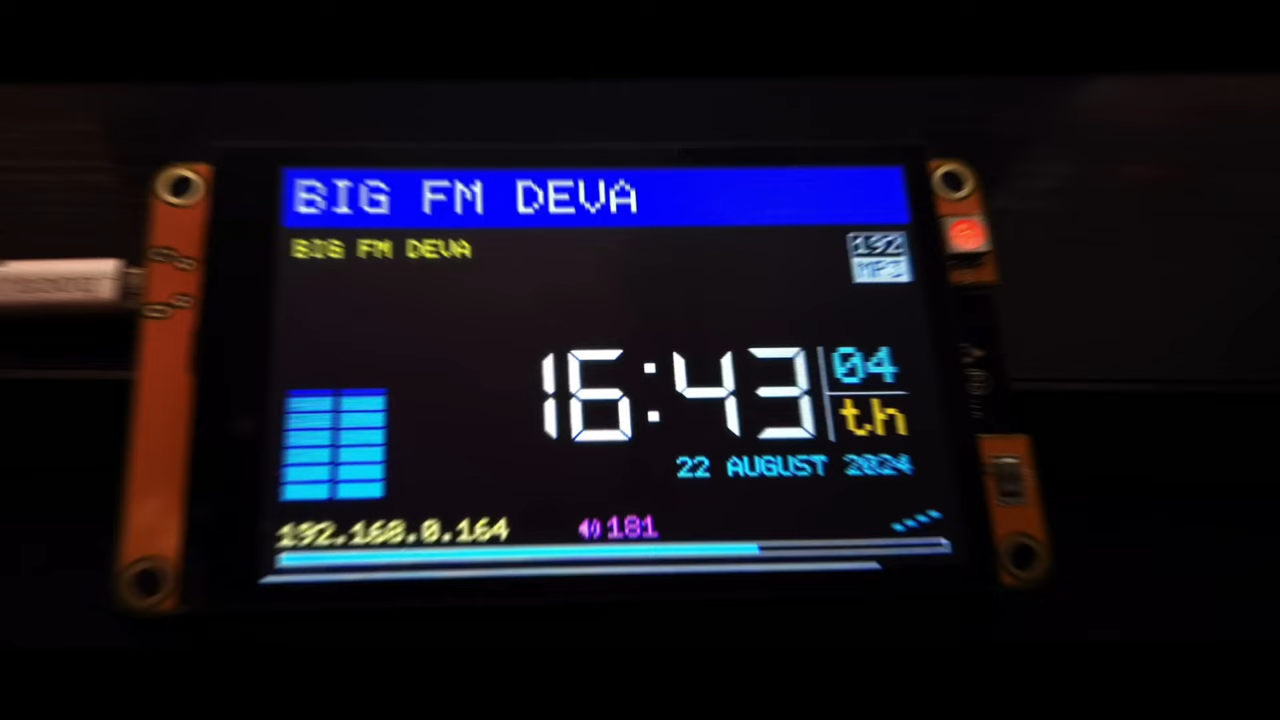 BIG FM DEVA
BIG FM DEVA
192
MP3
16:43
04
th
22 AUGUST 2024
192.168.0.164
181